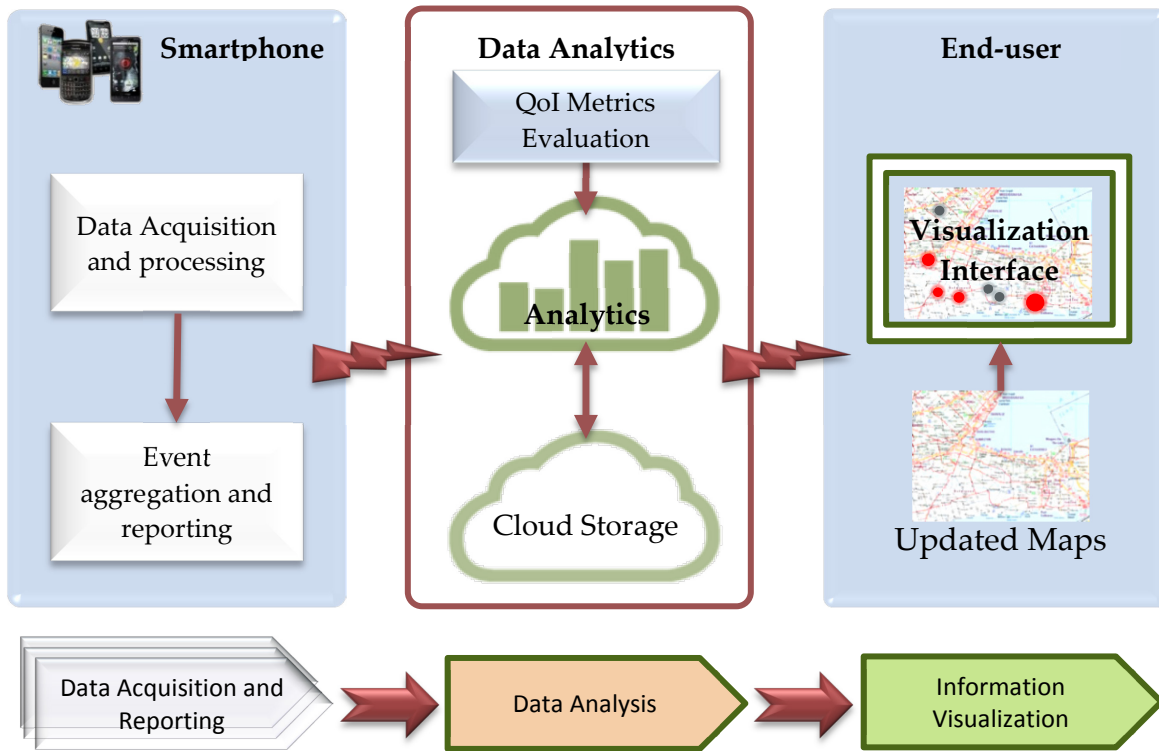 Smartphone
Data Acquisition
and processing
Event
aggregation and
reporting
Data Analytics
QoI Metrics
Evaluation
Analytics
Cloud Storage
End-user
Visualization
Interface
Updated Maps
Data Acquisition and
Reporting
Data Analysis
Information
Visualization